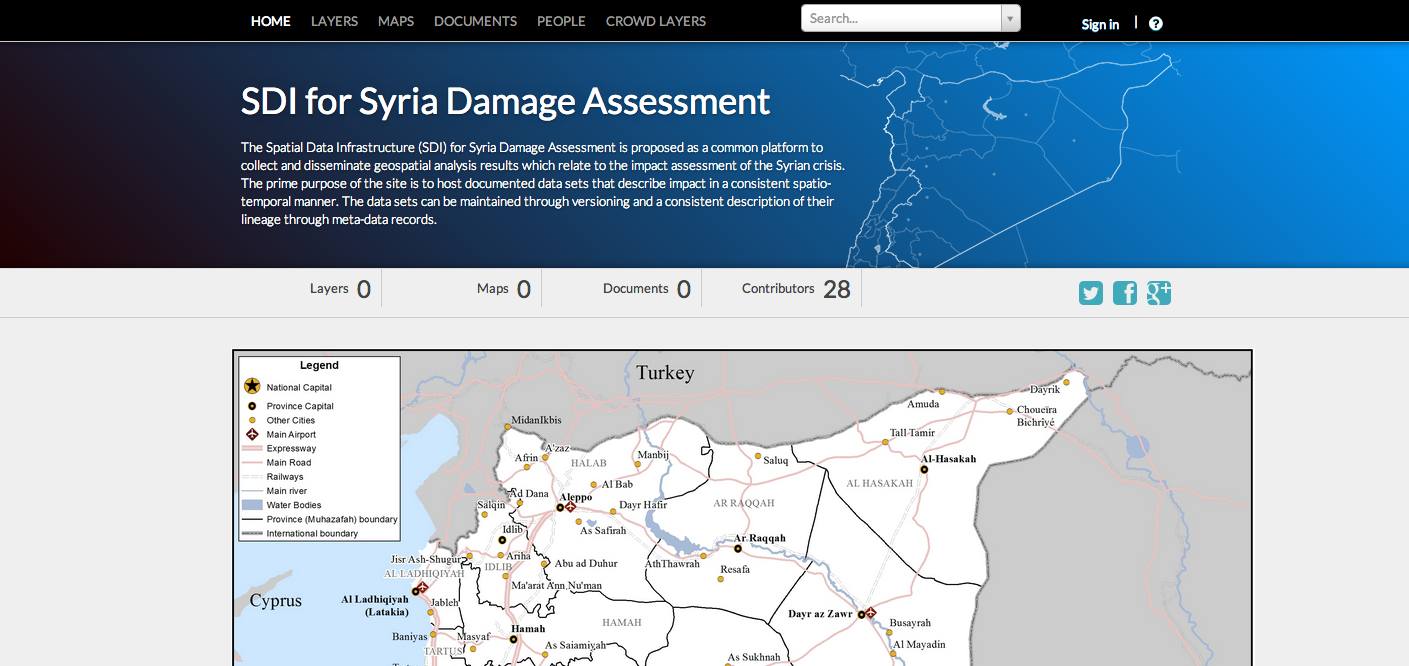 HOME LAYERS MAPS DOCUMENTS PEOPLE CROWD LAYERS Search... Sign in | ?
SDI for Syria Damage Assessment
The Spatial Data Infrastructure (SDI) for Syria Damage Assessment is proposed as a common platform to
collect and disseminate geospatial analysis results which relate to the impact assessment of the Syrian crisis.
The prime purpose of the site is to host documented data sets that describe impact in a consistent spatio-
temporal manner. The data sets can be maintained through versioning and a consistent description of their
lineage through meta-data records.
Layers 0 Maps 0 Documents 0 Contributors 28
Legend
National Capital
Province Capital
Other Cities
Main Airport
Expressway
Main Road
Railways
Main river
Water Bodies
Province (Muhazafah) boundary
International boundary
Turkey
Dayrik
Amuda
Choueïra
Bichrîyé
MidanIkbis
Tall Tamir
A'zaz
Manbij
Afrin
HALAB
Saluq
Al-Hasakah
Al Bab
AL HASAKAH
Ad Dana
Aleppo
Salqin
Dayr Hafir
AR RAQQAH
Idlib
As Safirah
Ar Raqqah
Jisr Ash-Shugur
Ariha
Abu ad Duhur
AthThawrah
AL LADHIQIYAH
IDLIB
Resafa
Ma'arat Ann Nu'man
Cyprus
Al Ladhiqiyah
(Latakia)
Jableh
Dayr az Zawr
HAMAH
Busayrah
Baniyas
Masyaf
Hamah
As Saiamiyah
Al Mayadin
TARTUS
As Sukhnah